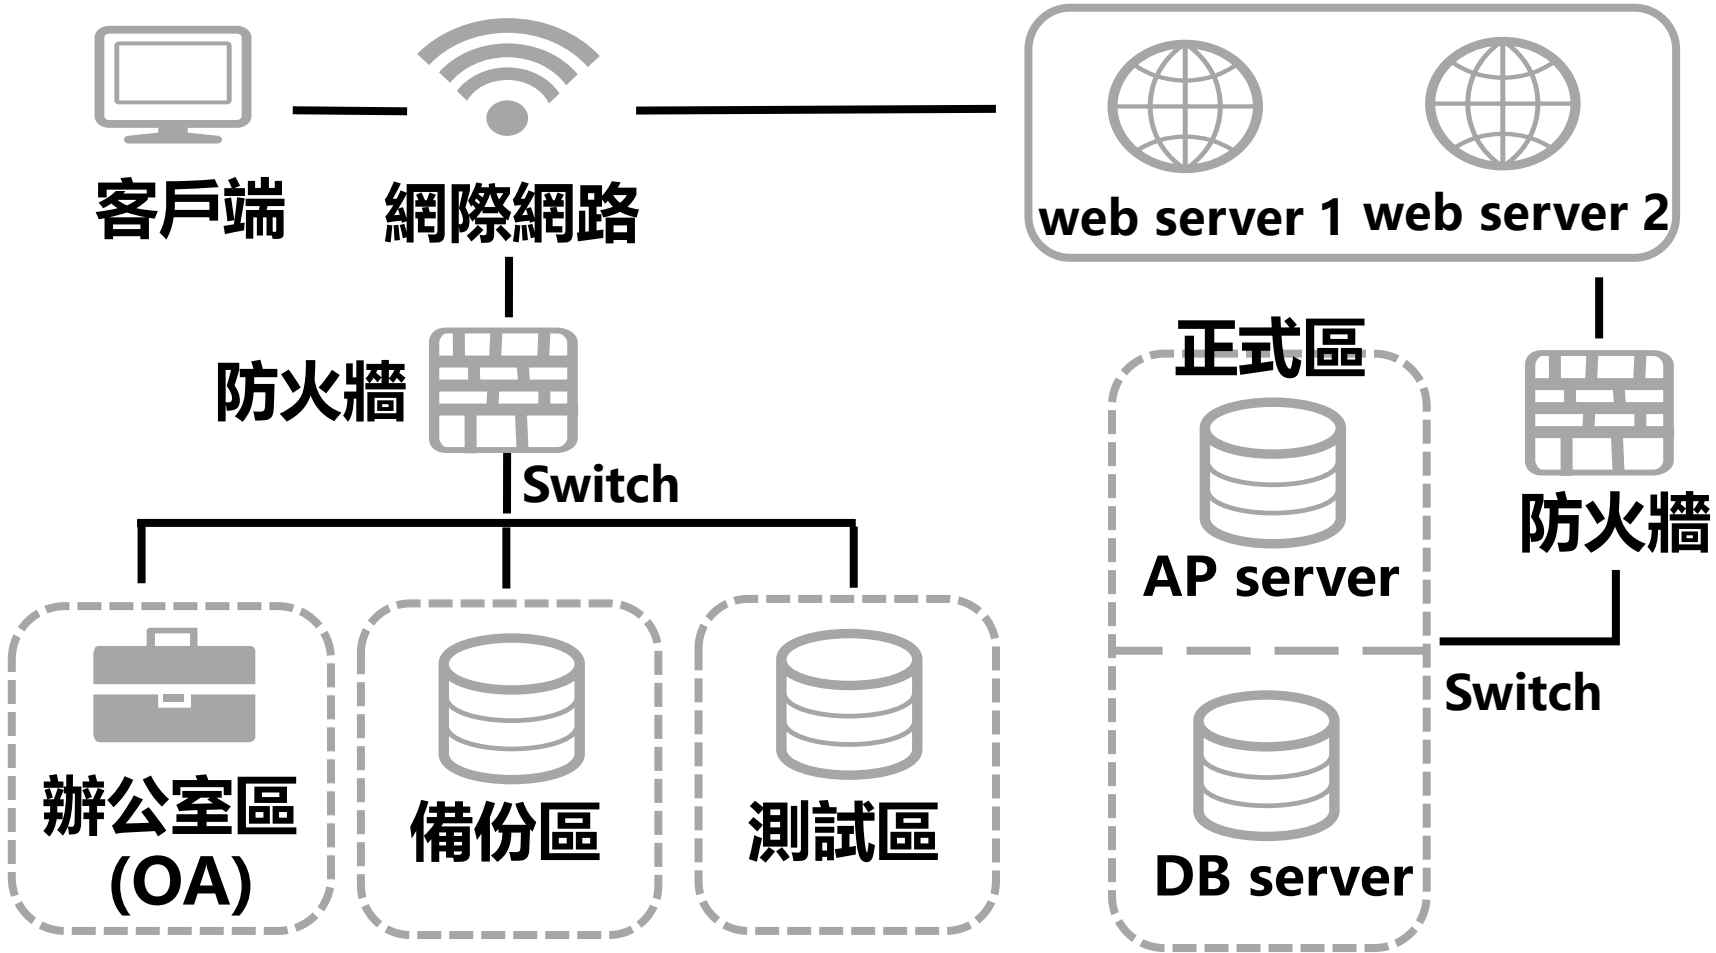 客戶端
網際網路
web server 1
web server 2
防火牆
Switch
正式區
AP server
防火牆
Switch
DB server
辦公室區
(OA)
備份區
測試區